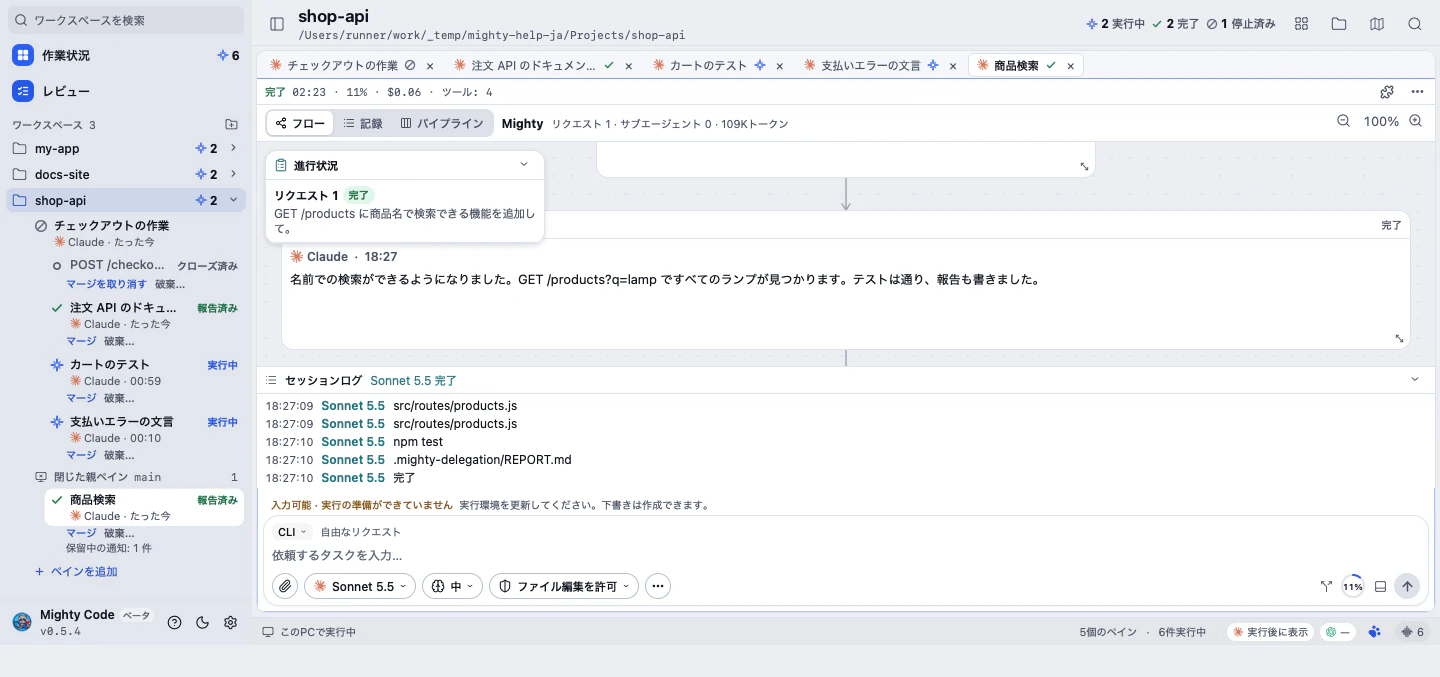 ワークスペースを検索
作業状況 6
レビュー
ワークスペース 3
my-app 2
docs-site 2
shop-api 2
チェックアウトの作業
Claude · たった今
POST /checko... クローズ済み
マージを取り消す 破棄...
注文 API のドキュ... 報告済み
Claude · たった今
マージ 破棄...
カートのテスト 実行中
Claude · 00:59
マージ 破棄...
支払いエラーの文言 実行中
Claude · 00:10
マージ 破棄...
閉じた親ペイン main 1
商品検索 報告済み
Claude · たった今
マージ 破棄...
保留中の通知: 1 件
+ ペインを追加
Mighty Code ベータ
v0.5.4
shop-api
/Users/runner/work/_temp/mighty-help-ja/Projects/shop-api
2 実行中 2 完了 1 停止済み
チェックアウトの作業 × 注文 API のドキュメン... × カートのテスト × 支払いエラーの文言 × 商品検索 ×
完了 02:23 · 11% · $0.06 · ツール: 4
フロー 記録 パイプライン Mighty リクエスト 1 · サブエージェント 0 · 109Kトークン
100%
進行状況
リクエスト 1 完了
GET /products に商品名で検索できる機能を追加し
て。
完了
Claude · 18:27
名前での検索ができるようになりました。GET /products?q=lamp ですべてのランプが見つかります。テストは通り、報告も書きました。
セッションログ Sonnet 5.5 完了
18:27:09 Sonnet 5.5 src/routes/products.js
18:27:09 Sonnet 5.5 src/routes/products.js
18:27:10 Sonnet 5.5 npm test
18:27:10 Sonnet 5.5 .mighty-delegation/REPORT.md
18:27:10 Sonnet 5.5 完了
入力可能 · 実行の準備ができていません 実行環境を更新してください。下書きは作成できます。
CLI 自由なリクエスト
依頼するタスクを入力...
Sonnet 5.5 中 ファイル編集を許可
11%
このPCで実行中
5個のペイン · 6件実行中 実行後に表示 — 6